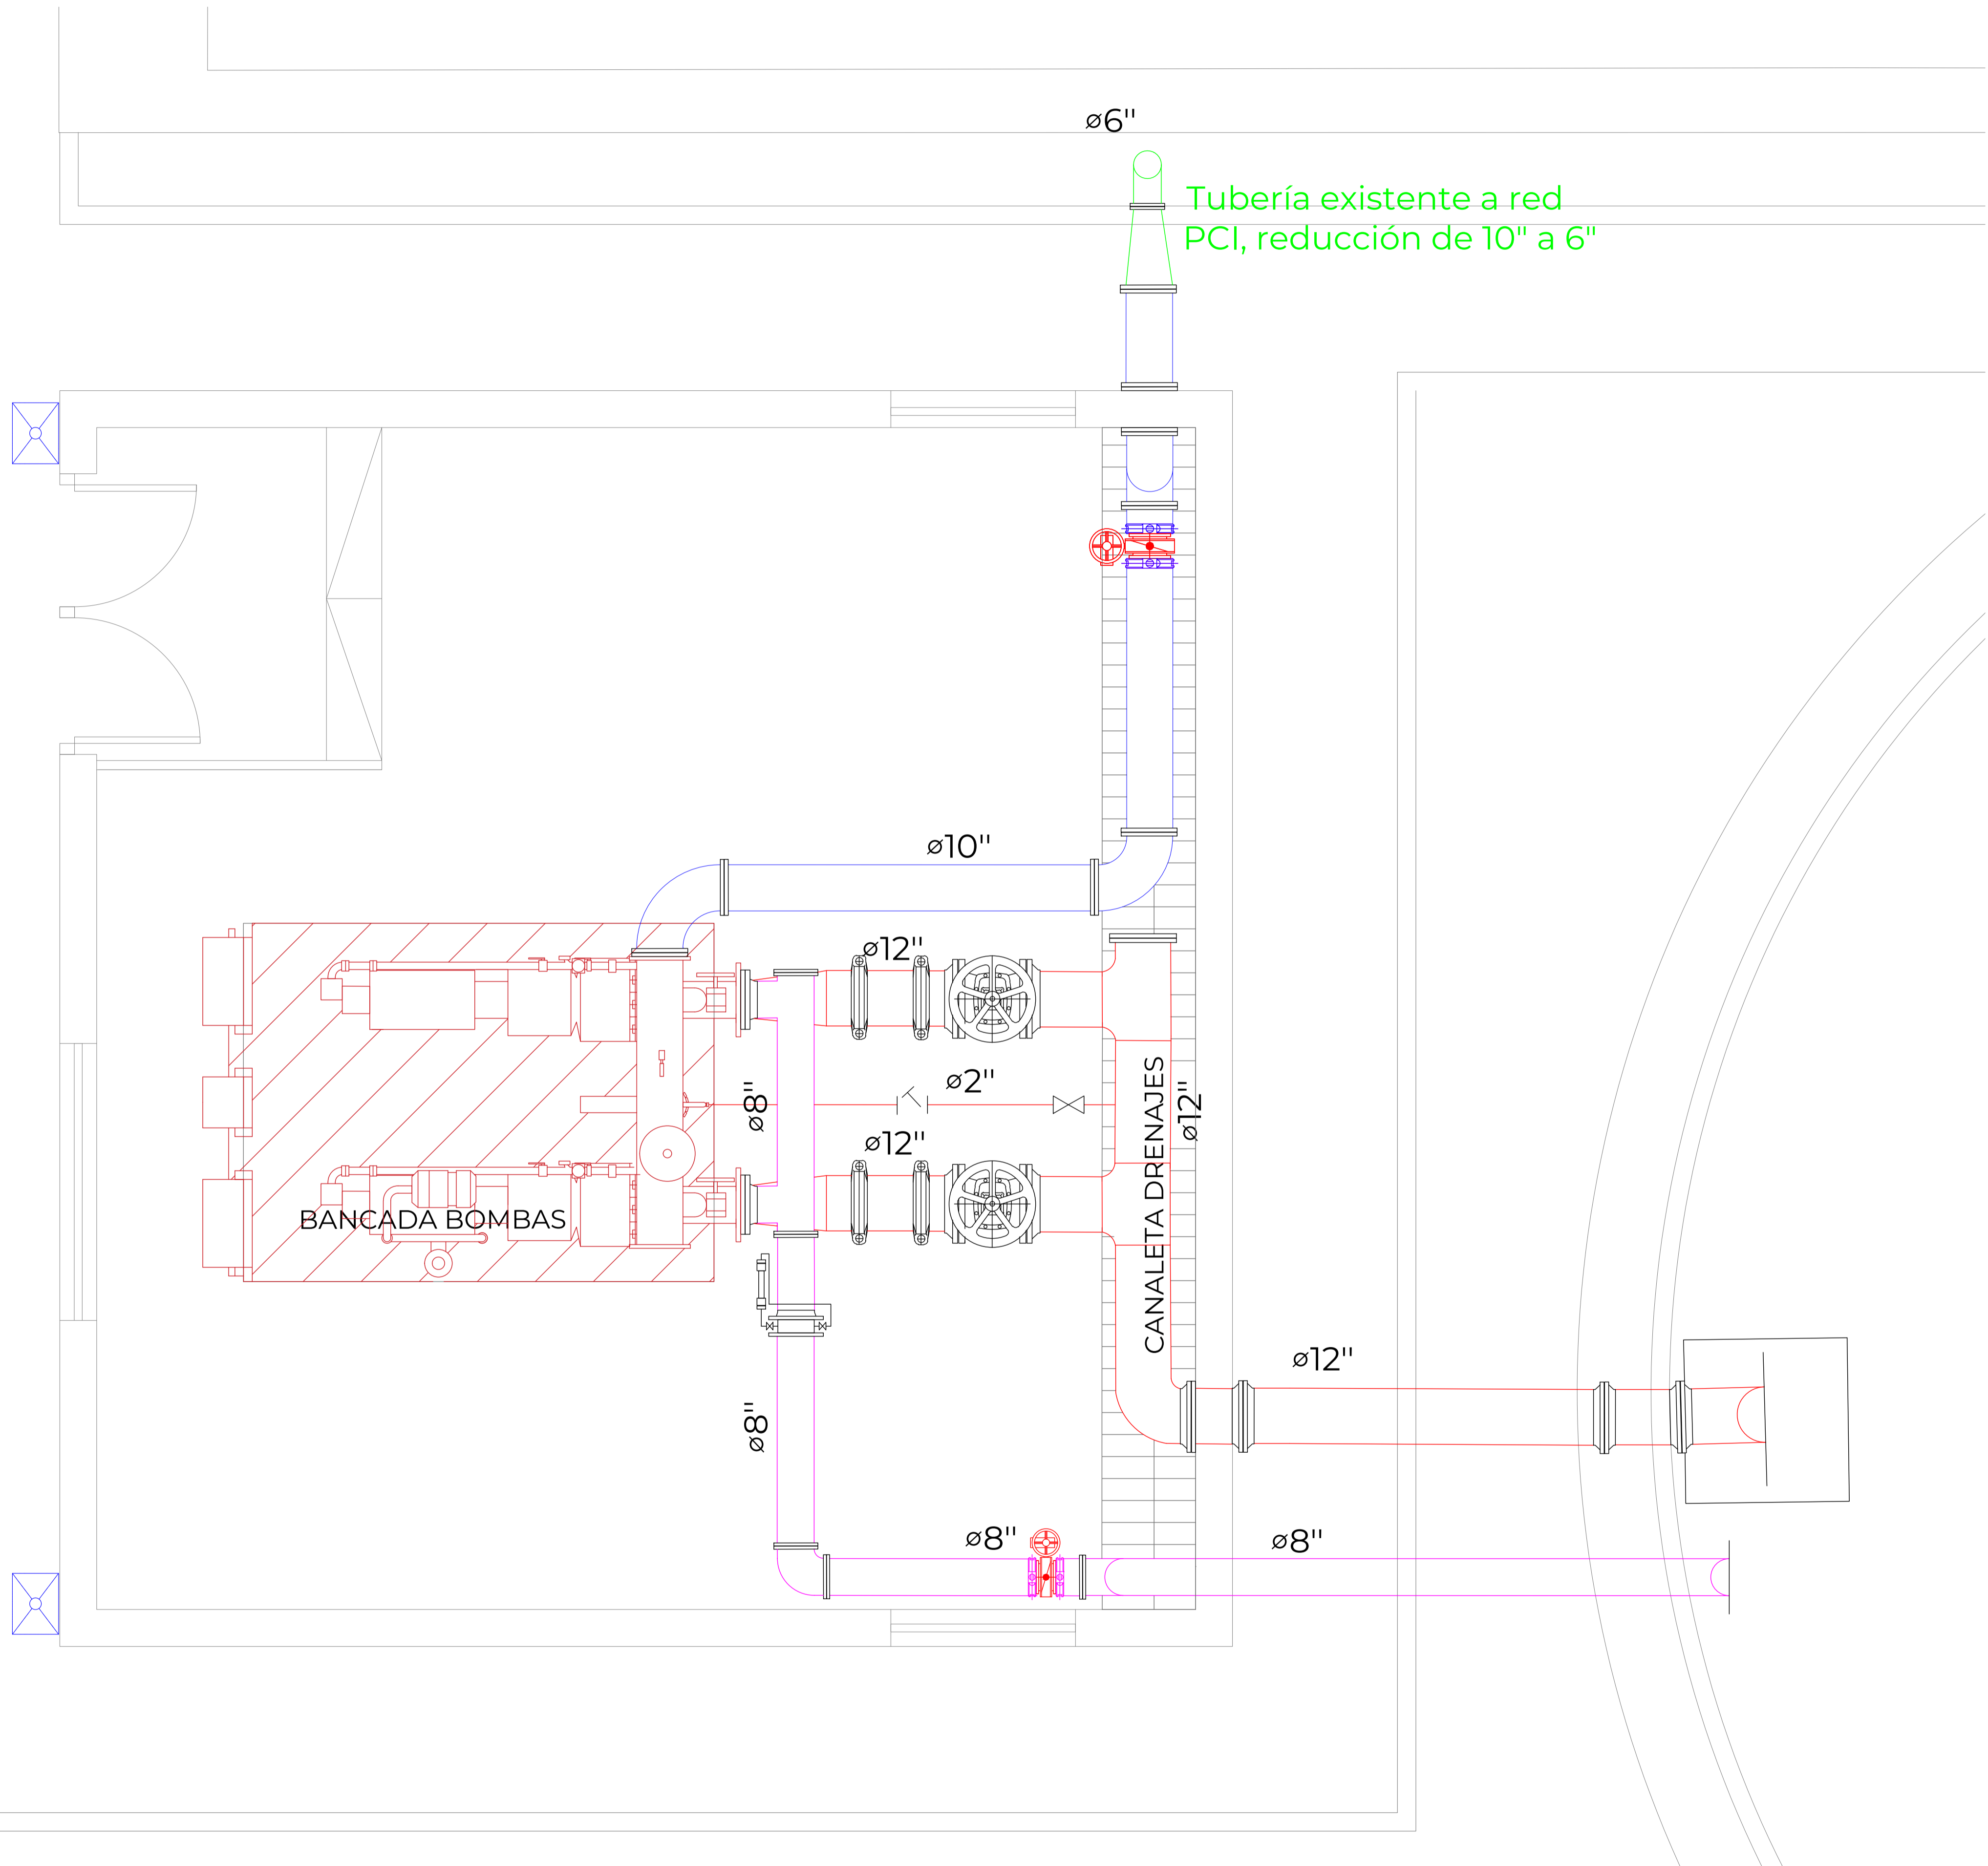 ⌀6"
Tubería existente a red
PCI, reducción de 10" a 6"
⌀10"
⌀12"
⌀2"
⌀8"
⌀12"
⌀12"
CANALETA DRENAJES
BANCADA BOMBAS
⌀12"
⌀8"
⌀8"
⌀8"